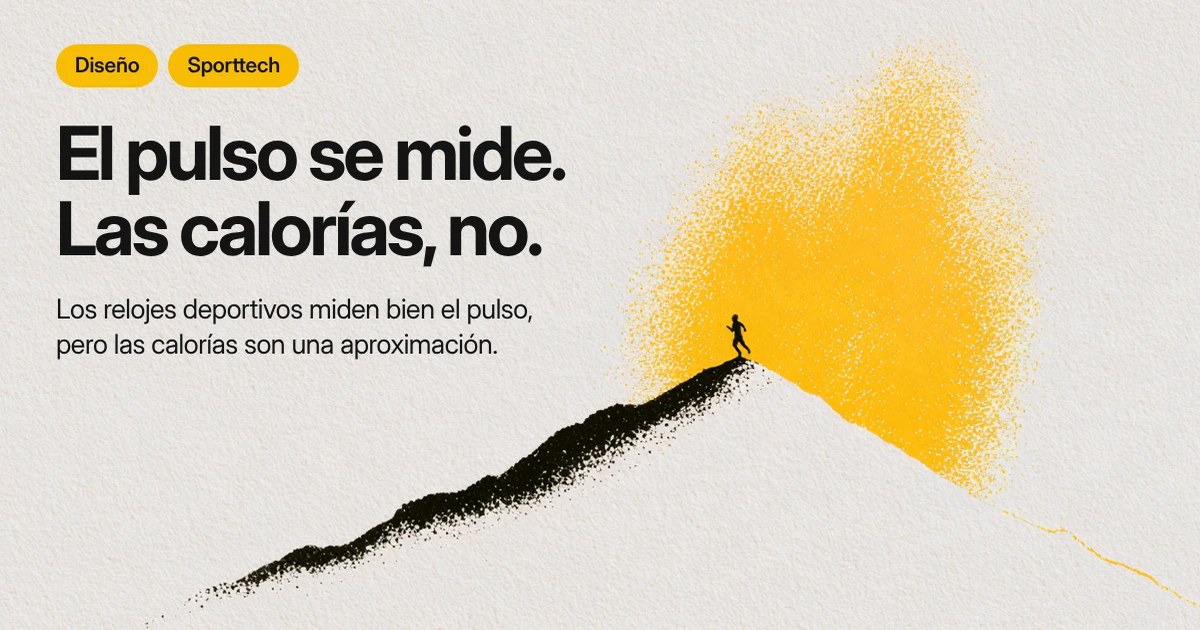 Diseño
Sporttech
El pulso se mide.
Las calorías, no.
Los relojes deportivos miden bien el pulso,
pero las calorías son una aproximación.